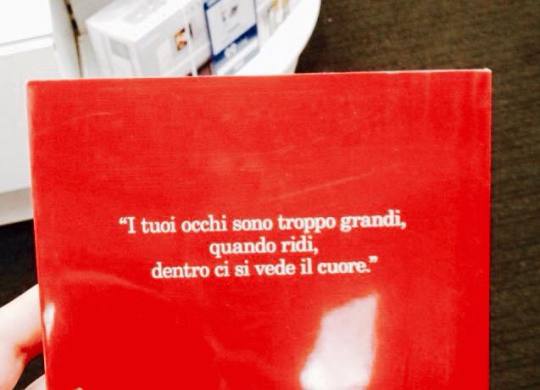 “I tuoi occhi sono troppo grandi,
quando ridi,
dentro ci si vede il cuore.”